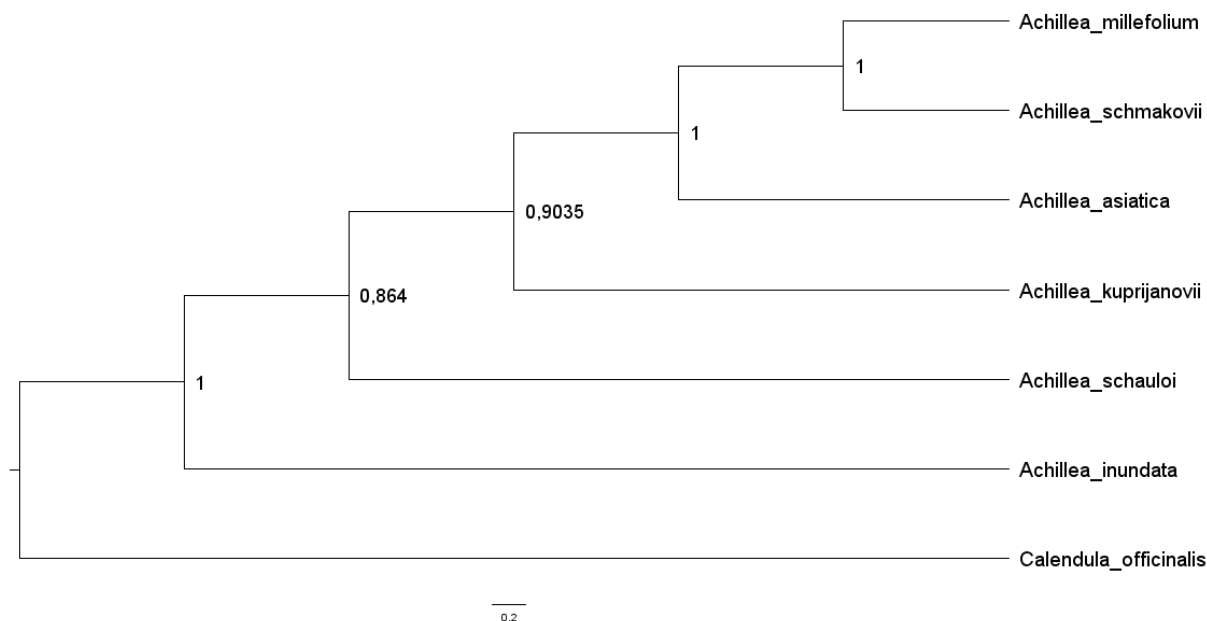 Achillea_millefolium
1
Achillea_schmakovii
1
Achillea_asiatica
0,9035
Achillea_kuprijanovii
0,864
Achillea_schauloi
1
Achillea_inundata
Calendula_officinalis
0.2